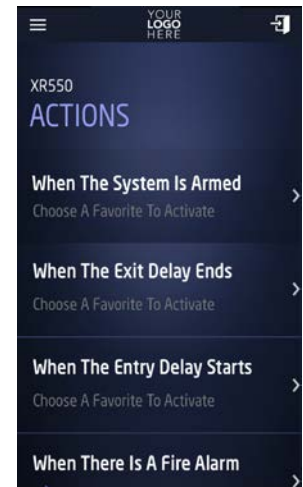 YOUR
LOGO
HERE
XR550
ACTIONS
When The System Is Armed
Choose A Favorite To Activate
When The Exit Delay Ends
Choose A Favorite To Activate
When The Entry Delay Starts
Choose A Favorite To Activate
When There Is A Fire Alarm